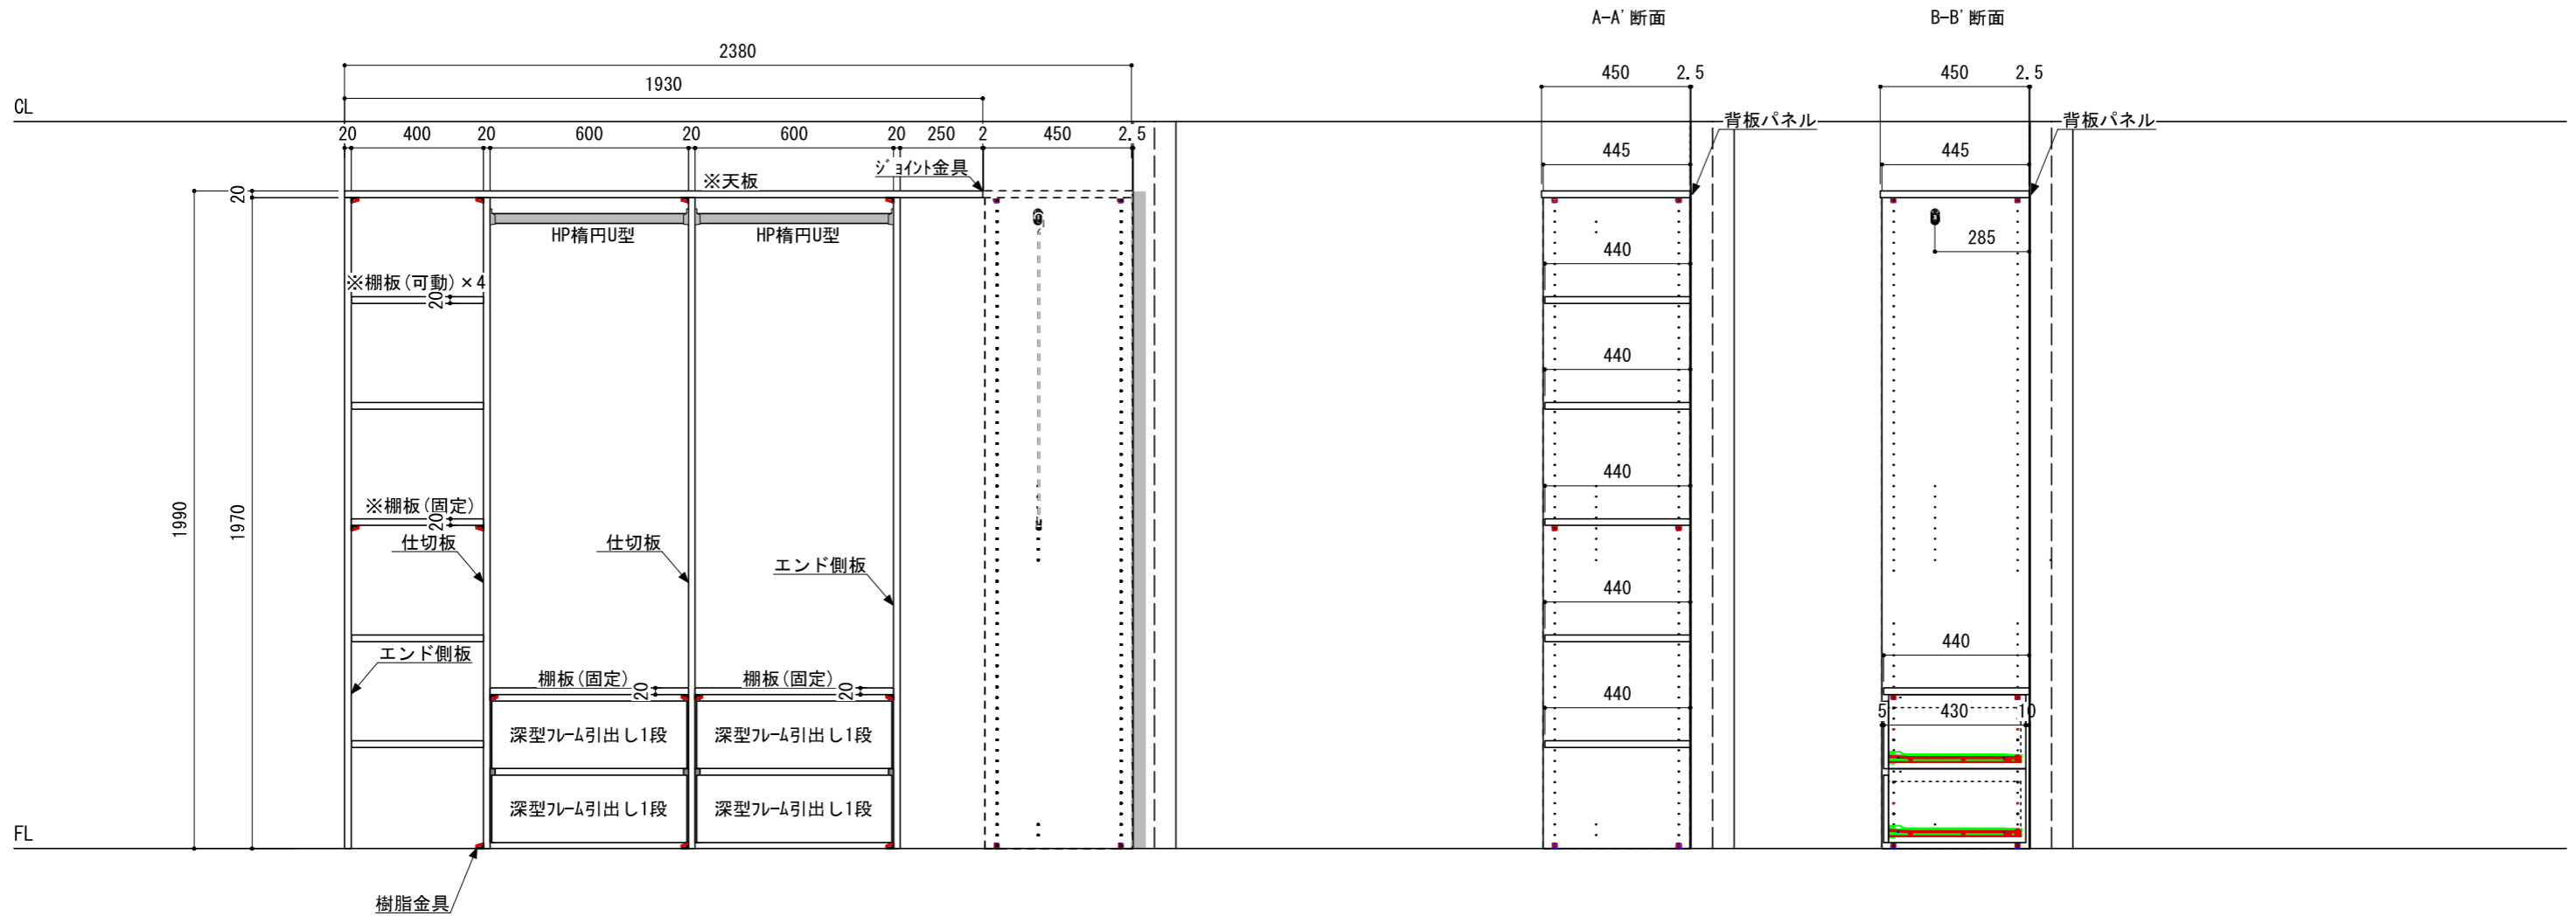 A-A'断面
B-B'断面
2380
450
2.5
450
2.5
1930
CL
背板パネル
背板パネル
20
400
20
600
20
600
20
250
2
450
2.5
445
445
ジョイント金具
※天板
20
HP楕円U型
HP楕円U型
440
285
※棚板(可動)×4
20
440
440
※棚板(固定)
20
1990
1970
仕切板
仕切板
エンド側板
440
エンド側板
440
棚板(固定)
20
棚板(固定)
20
440
5
430
10
深型フレーム引出し1段
深型フレーム引出し1段
深型フレーム引出し1段
深型フレーム引出し1段
FL
樹脂金具